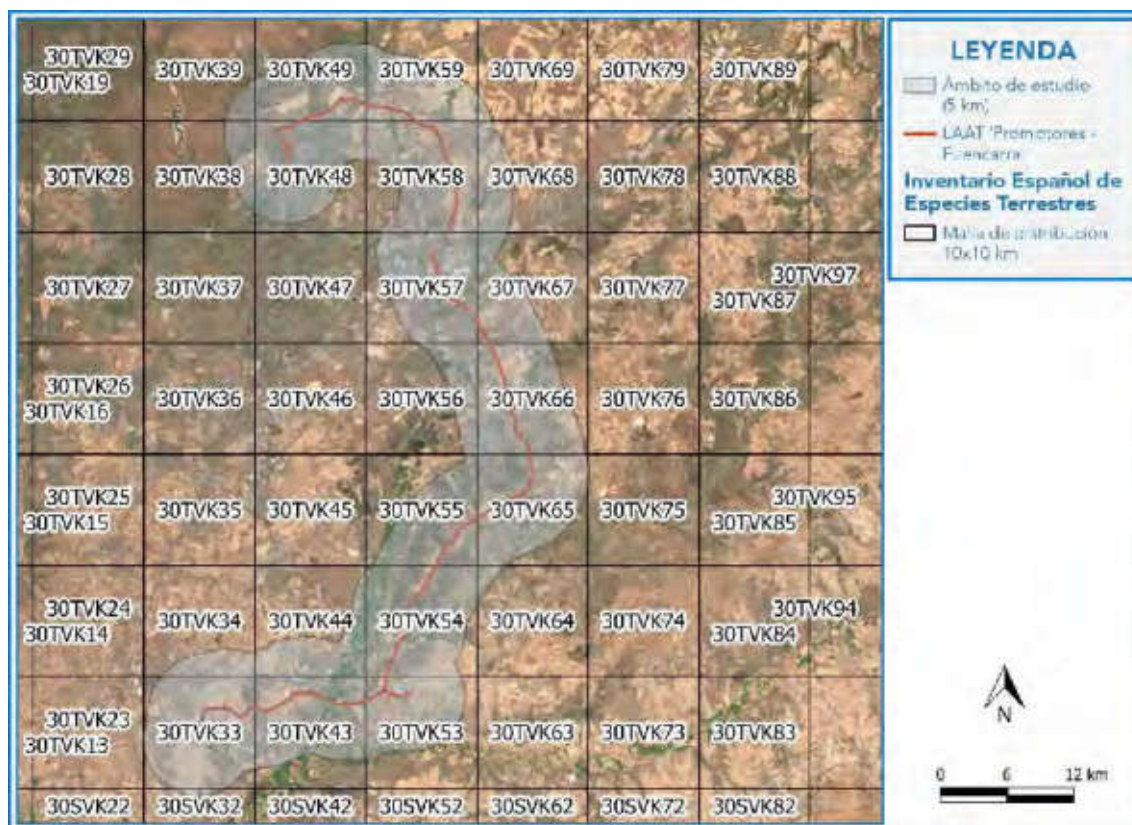 30TVK29
30TVK19 30TVK39 30TVK49 30TVK59 30TVK69 30TVK79 30TVK89
30TVK28 30TVK38 30TVK48 30TVK58 30TVK68 30TVK78 30TVK88
30TVK97
30TVK27 30TVK37 30TVK47 30TVK57 30TVK67 30TVK77 30TVK87
30TVK26
30TVK16 30TVK36 30TVK46 30TVK56 30TVK66 30TVK76 30TVK86
30TVK25 30TVK95
30TVK15 30TVK35 30TVK45 30TVK55 30TVK65 30TVK75 30TVK85
30TVK24 30TVK94
30TVK14 30TVK34 30TVK44 30TVK54 30TVK64 30TVK74 30TVK84
30TVK23
30TVK13 30TVK33 30TVK43 30TVK53 30TVK63 30TVK73 30TVK83
30SVK22 30SVK32 30SVK42 30SVK52 30SVK62 30SVK72 30SVK82
LEYENDA
Ámbito de estudio
(5 km)
LAAT 'Promotores -
Fuencarral
Inventario Español de
Especies Terrestres
Malla de distribución
10x10 km
N
0 6 12 km